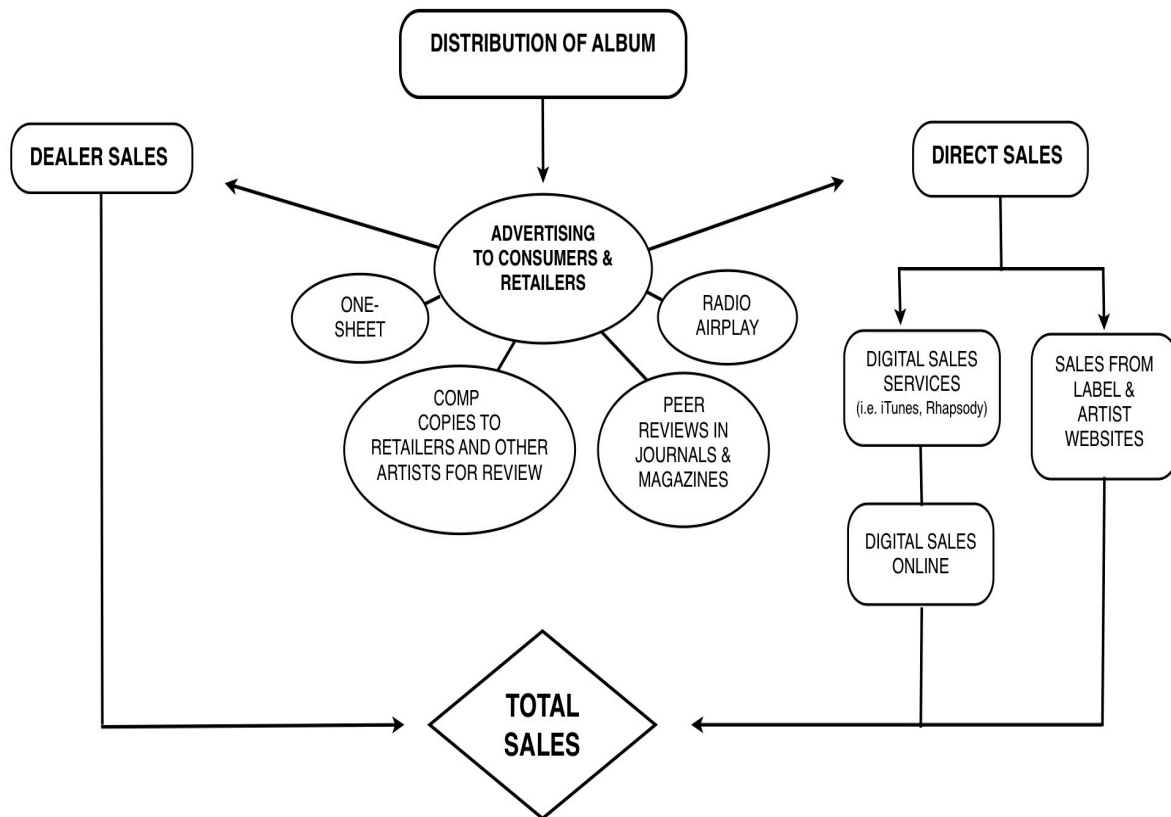 DISTRIBUTION OF ALBUM
DEALER SALES
DIRECT SALES
ADVERTISING
TO CONSUMERS &
RETAILERS
ONE-
SHEET
RADIO
AIRPLAY
COMP
COPIES TO
RETAILERS AND OTHER
ARTISTS FOR REVIEW
PEER
REVIEWS IN
JOURNALS &
MAGAZINES
DIGITAL SALES
SERVICES
(i.e. iTunes, Rhapsody)
SALES FROM
LABEL &
ARTIST
WEBSITES
DIGITAL SALES
ONLINE
TOTAL
SALES